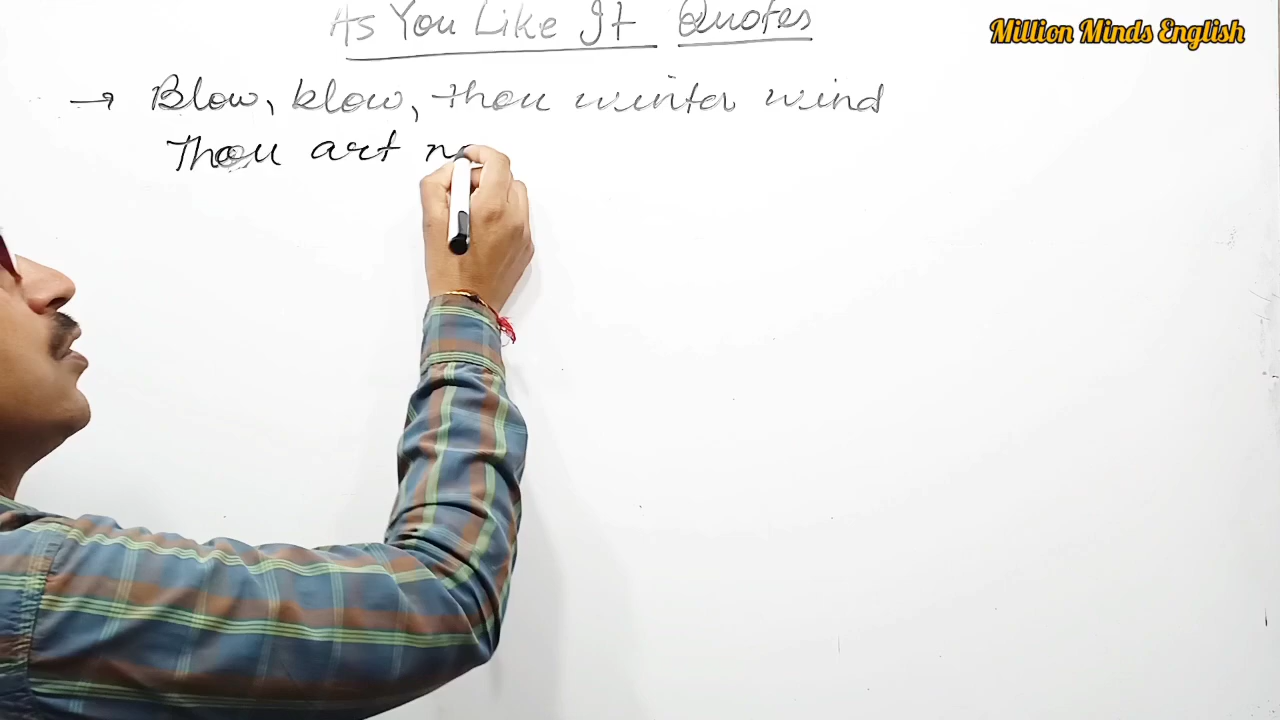 As You Like It Quotes
Million Minds English
→ Blow, blow, thou winter wind
Thou art